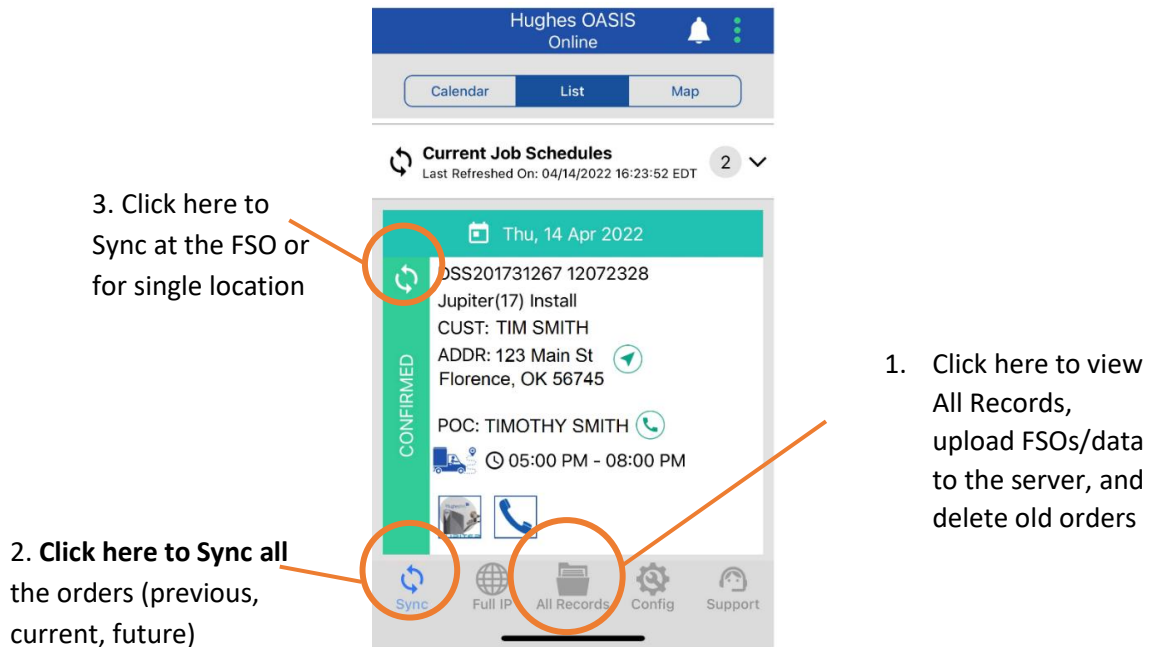 Hughes OASIS
Online
Calendar List Map
Current Job Schedules
Last Refreshed On: 04/14/2022 16:23:52 EDT
2
3. Click here to
Sync at the FSO or
for single location
Thu, 14 Apr 2022
CONFIRMED
DSS201731267 12072328
Jupiter(17) Install
CUST: TIM SMITH
ADDR: 123 Main St
Florence, OK 56745
POC: TIMOTHY SMITH
05:00 PM - 08:00 PM
1. Click here to view
All Records,
upload FSOs/data
to the server, and
delete old orders
2. Click here to Sync all
the orders (previous,
current, future)
Sync Full IP All Records Config Support